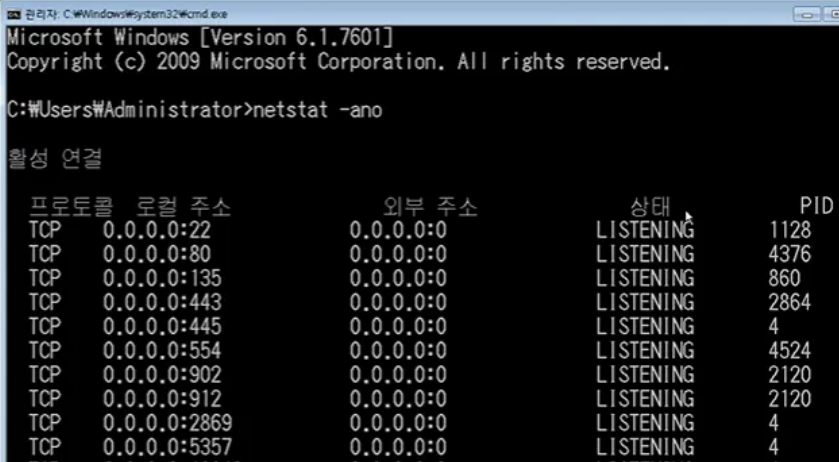 관리자: C:₩Windows₩system32₩cmd.exe
Microsoft Windows [Version 6.1.7601]
Copyright (c) 2009 Microsoft Corporation. All rights reserved.
C:₩Users₩Administrator>netstat -ano
활성 연결
프로토콜 로컬 주소 외부 주소 상태 PID
TCP 0.0.0.0:22 0.0.0.0:0 LISTENING 1128
TCP 0.0.0.0:80 0.0.0.0:0 LISTENING 4376
TCP 0.0.0.0:135 0.0.0.0:0 LISTENING 860
TCP 0.0.0.0:443 0.0.0.0:0 LISTENING 2864
TCP 0.0.0.0:445 0.0.0.0:0 LISTENING 4
TCP 0.0.0.0:554 0.0.0.0:0 LISTENING 4524
TCP 0.0.0.0:902 0.0.0.0:0 LISTENING 2120
TCP 0.0.0.0:912 0.0.0.0:0 LISTENING 2120
TCP 0.0.0.0:2869 0.0.0.0:0 LISTENING 4
TCP 0.0.0.0:5357 0.0.0.0:0 LISTENING 4